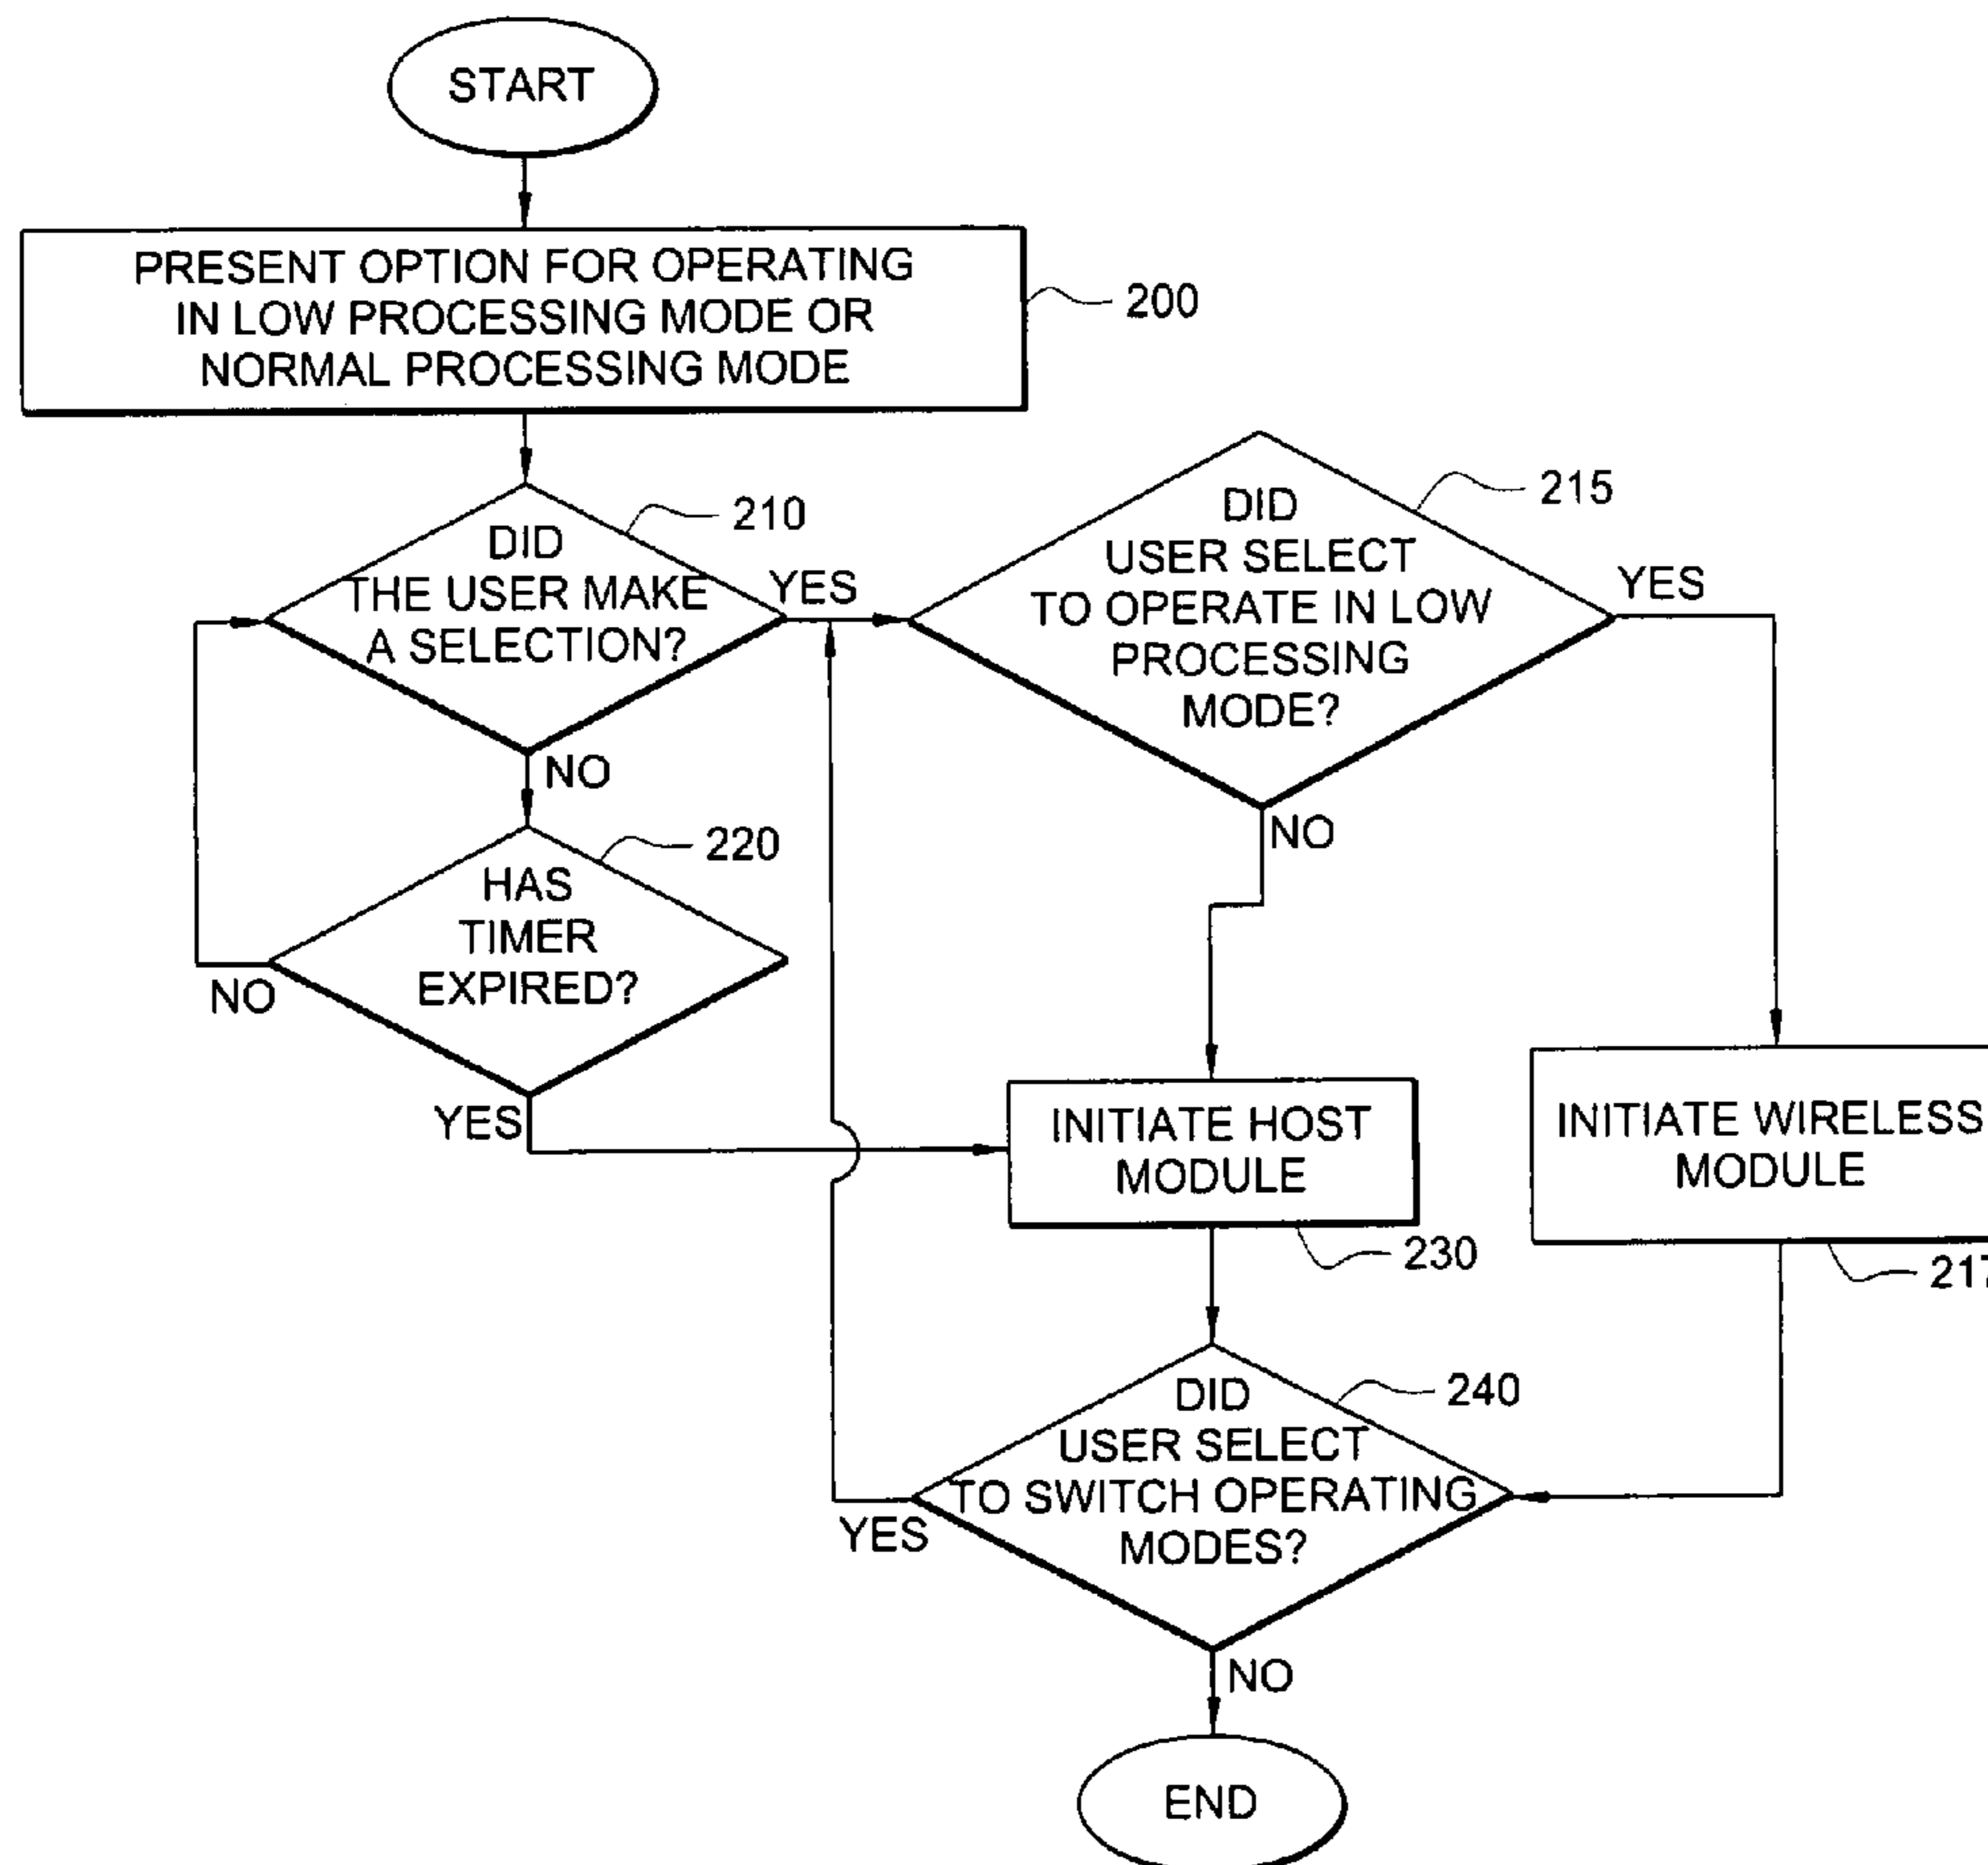 START
PRESENT OPTION FOR OPERATING
IN LOW PROCESSING MODE OR
NORMAL PROCESSING MODE
200
DID
THE USER MAKE
A SELECTION?
210
YES
NO
DID
USER SELECT
TO OPERATE IN LOW
PROCESSING
MODE?
215
YES
NO
HAS
TIMER
EXPIRED?
220
NO
YES
INITIATE HOST
MODULE
230
INITIATE WIRELESS
MODULE
217
DID
USER SELECT
TO SWITCH OPERATING
MODES?
240
YES
NO
END